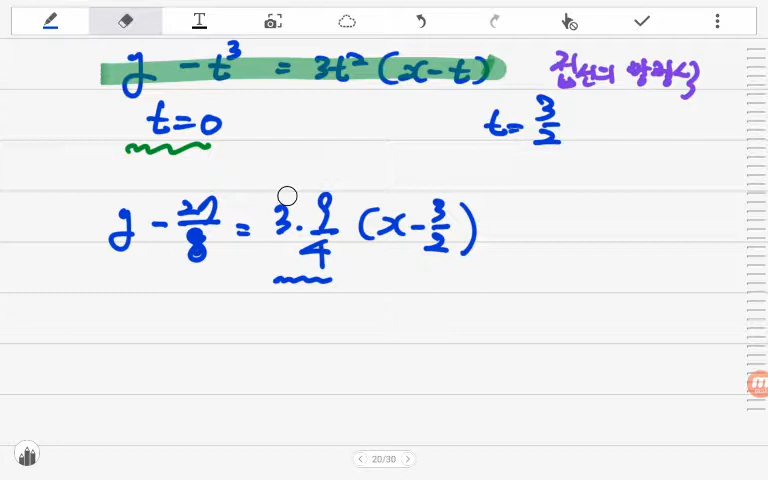 y - t³ = 3t² (x - t) 접선의 방정식
t = 0 t = 3/2
y - 27/8 = 3 · 9/4 (x - 3/2)
20/30